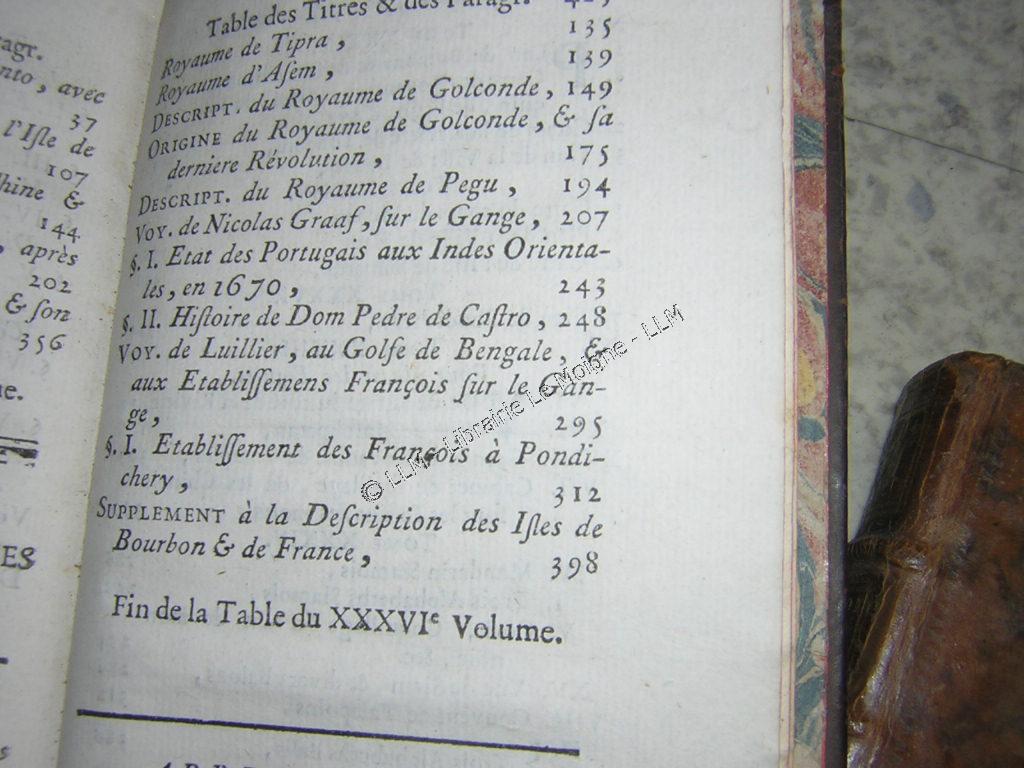 agr.
nto, avec
37
l'Iſle de
107
hine &
144
, après
202
& ſon
356
ne.
ES
Table des Titres & des Paragr. 425
Royaume de Tipra, 135
Royaume d'Aſem, 139
DESCRIPT. du Royaume de Golconde, 149
ORIGINE du Royaume de Golconde, & ſa
derniere Révolution, 175
DESCRIPT. du Royaume de Pegu, 194
VOY. de Nicolas Graaf, ſur le Gange, 207
§. I. Etat des Portugais aux Indes Orienta-
les, en 1670, 243
§. II. Hiſtoire de Dom Pedre de Caſtro, 248
VOY. de Luillier, au Golfe de Bengale, &
aux Etabliſſemens François ſur le Gan-
ge, 295
§. I. Etabliſſement des François à Pondi-
chery, 312
SUPPLEMENT à la Deſcription des Iſles de
Bourbon & de France, 398
Fin de la Table du XXXVIe Volume.
© LLM - Librairie Le Moigne - LLM